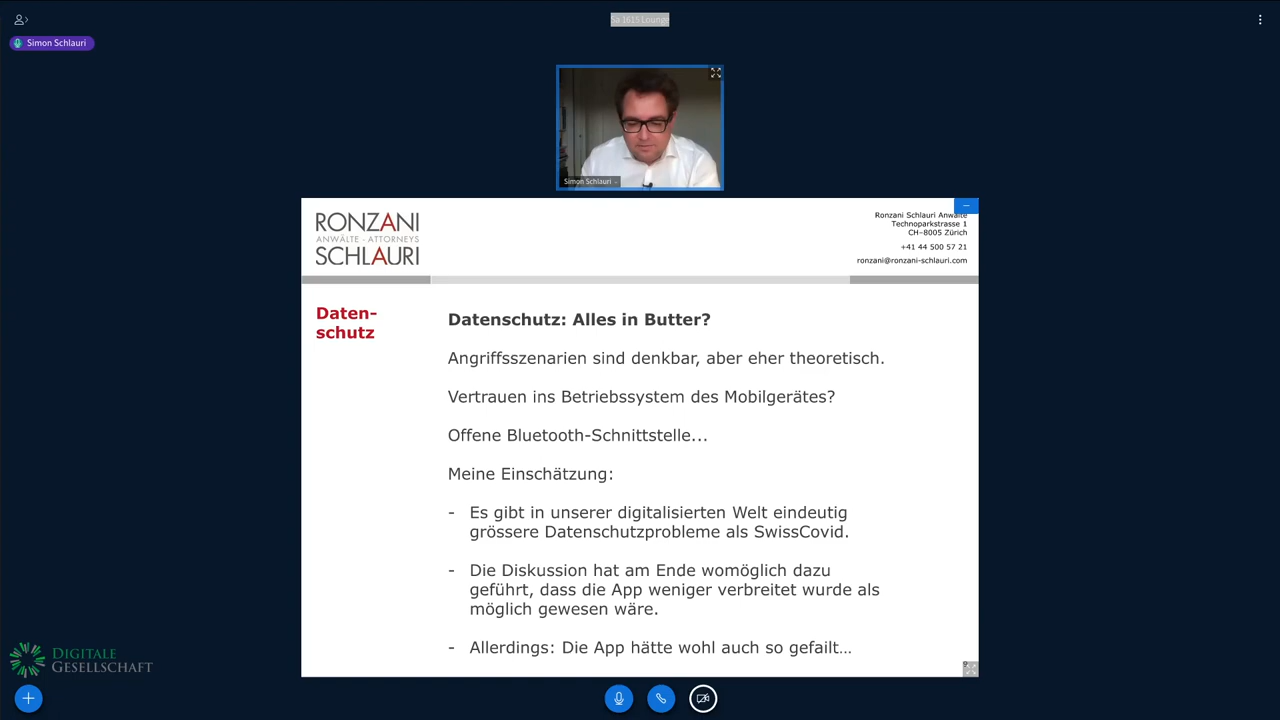 Sa 1615 Lounge
Simon Schlauri
Simon Schlauri
RONZANI
ANWÄLTE - ATTORNEYS
SCHLAURI
Ronzani Schlauri Anwälte
Technoparkstrasse 1
CH-8005 Zürich
+41 44 500 57 21
ronzani@ronzani-schlauri.com
Daten-
schutz
Datenschutz: Alles in Butter?
Angriffsszenarien sind denkbar, aber eher theoretisch.
Vertrauen ins Betriebssystem des Mobilgerätes?
Offene Bluetooth-Schnittstelle...
Meine Einschätzung:
- Es gibt in unserer digitalisierten Welt eindeutig
grössere Datenschutzprobleme als SwissCovid.
- Die Diskussion hat am Ende womöglich dazu
geführt, dass die App weniger verbreitet wurde als
möglich gewesen wäre.
- Allerdings: Die App hätte wohl auch so gefailt…
DIGITALE
GESELLSCHAFT